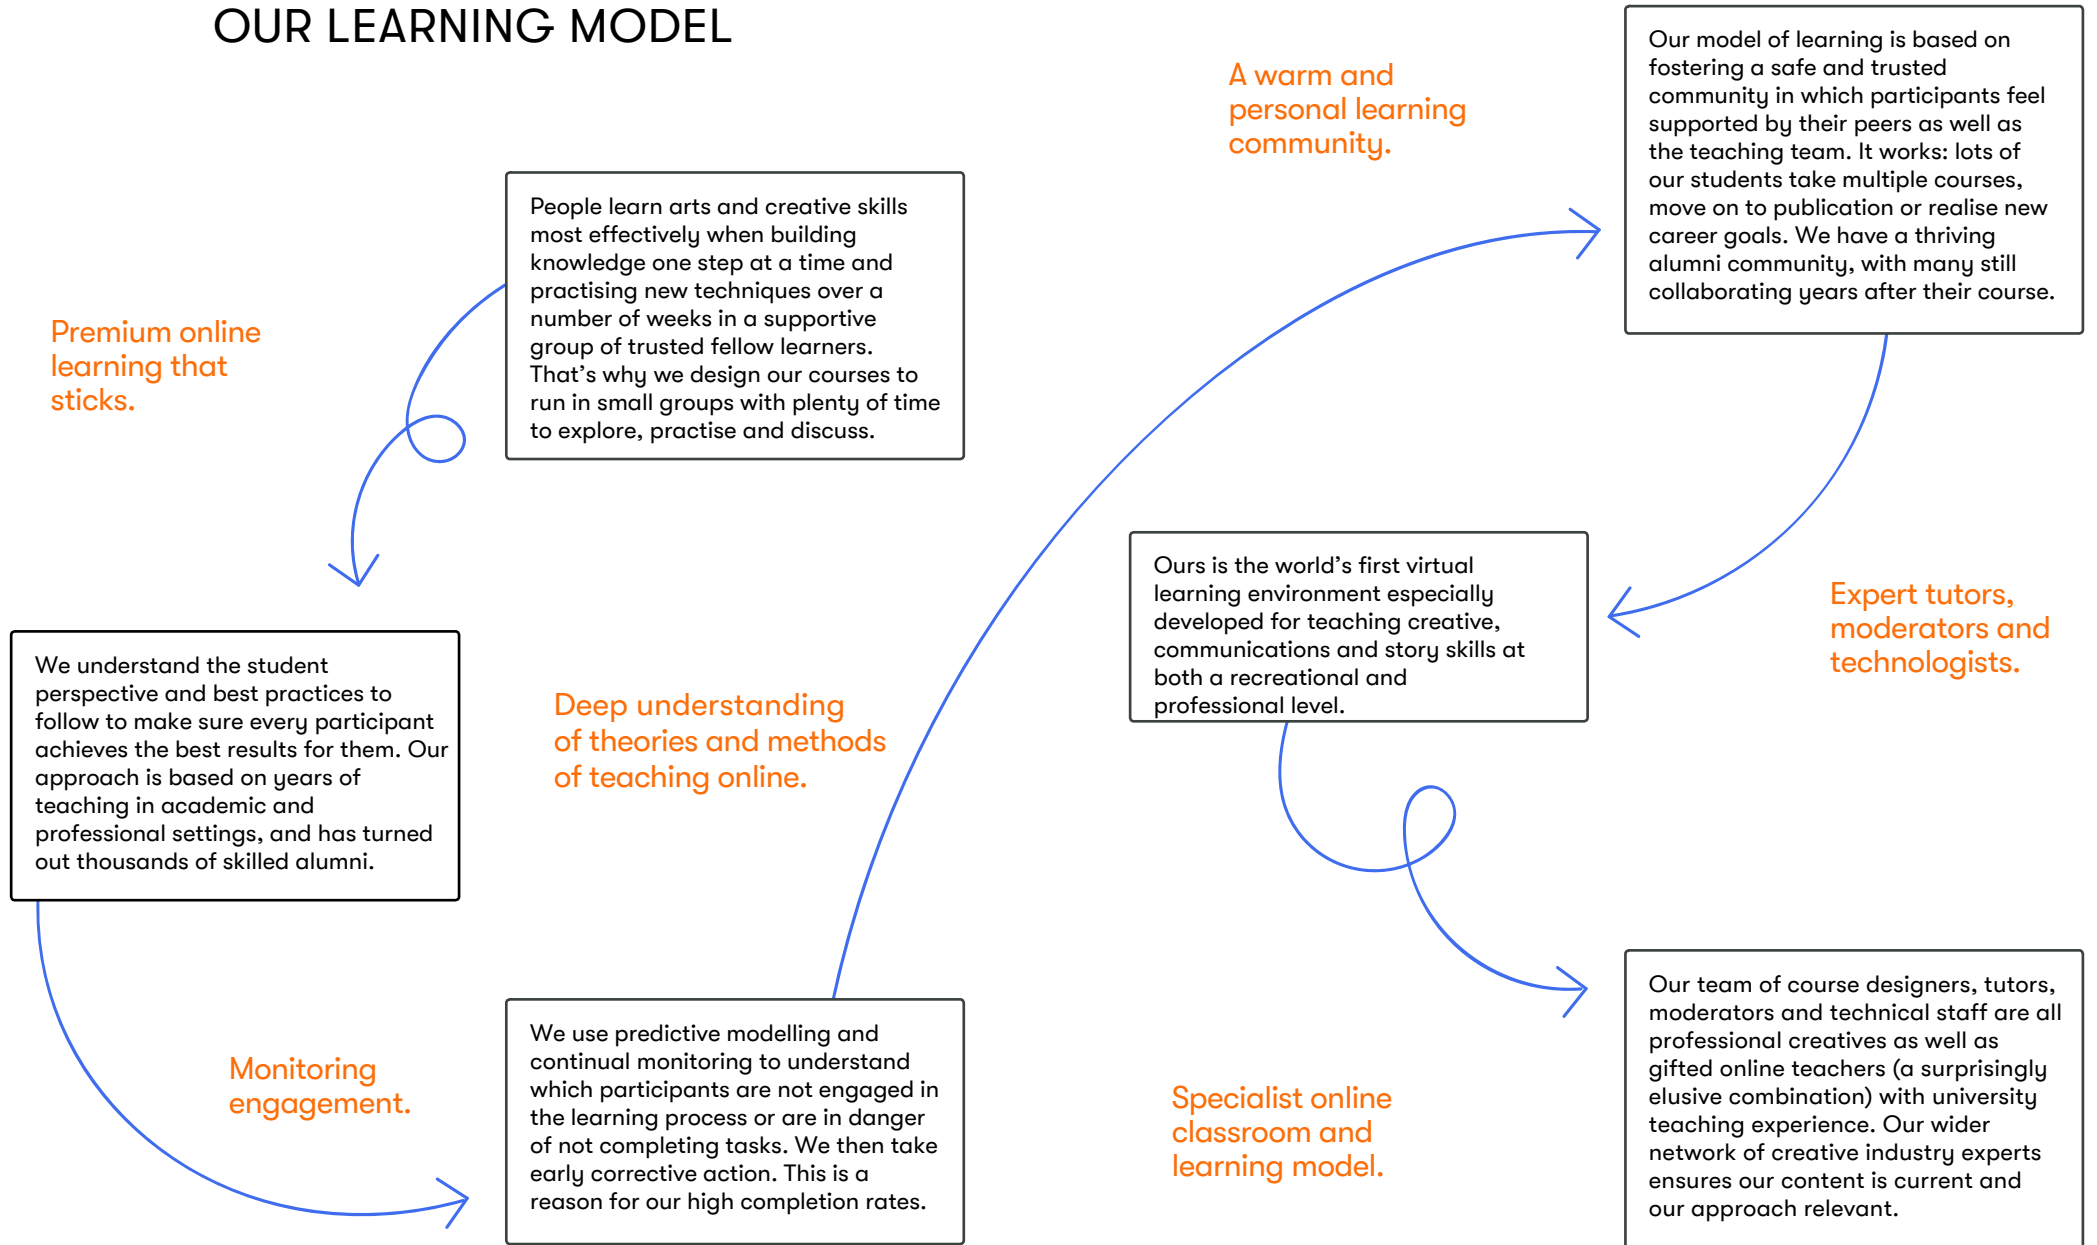 OUR LEARNING MODEL
Premium online
learning that
sticks.
People learn arts and creative skills
most effectively when building
knowledge one step at a time and
practising new techniques over a
number of weeks in a supportive
group of trusted fellow learners.
That’s why we design our courses to
run in small groups with plenty of time
to explore, practise and discuss.
We understand the student
perspective and best practices to
follow to make sure every participant
achieves the best results for them. Our
approach is based on years of
teaching in academic and
professional settings, and has turned
out thousands of skilled alumni.
Deep understanding
of theories and methods
of teaching online.
Monitoring
engagement.
We use predictive modelling and
continual monitoring to understand
which participants are not engaged in
the learning process or are in danger
of not completing tasks. We then take
early corrective action. This is a
reason for our high completion rates.
A warm and
personal learning
community.
Our model of learning is based on
fostering a safe and trusted
community in which participants feel
supported by their peers as well as
the teaching team. It works: lots of
our students take multiple courses,
move on to publication or realise new
career goals. We have a thriving
alumni community, with many still
collaborating years after their course.
Ours is the world’s first virtual
learning environment especially
developed for teaching creative,
communications and story skills at
both a recreational and
professional level.
Expert tutors,
moderators and
technologists.
Specialist online
classroom and
learning model.
Our team of course designers, tutors,
moderators and technical staff are all
professional creatives as well as
gifted online teachers (a surprisingly
elusive combination) with university
teaching experience. Our wider
network of creative industry experts
ensures our content is current and
our approach relevant.